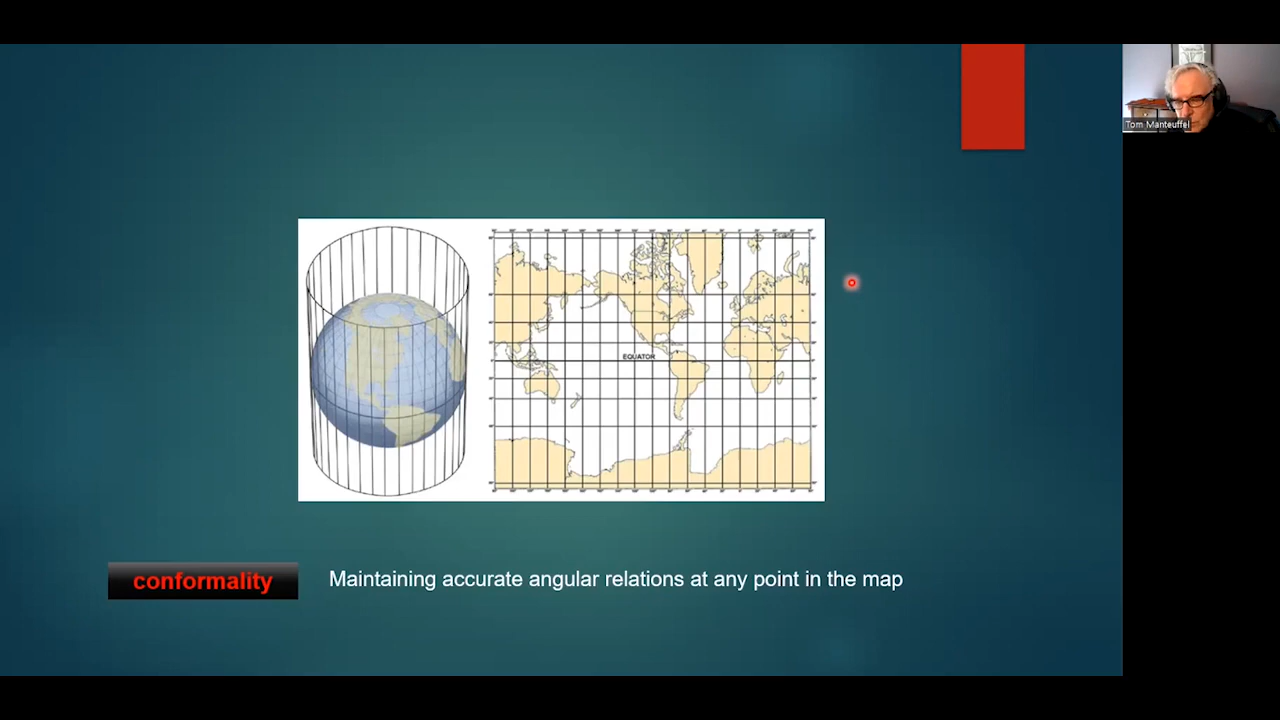 Tom Manteuffel
EQUATOR
conformality
Maintaining accurate angular relations at any point in the map